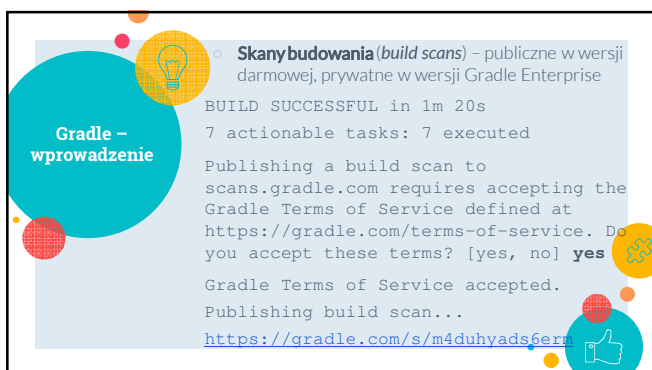 Gradle –
wprowadzenie
Skany budowania (build scans) – publiczne w wersji
darmowej, prywatne w wersji Gradle Enterprise
BUILD SUCCESSFUL in 1m 20s
7 actionable tasks: 7 executed
Publishing a build scan to
scans.gradle.com requires accepting the
Gradle Terms of Service defined at
https://gradle.com/terms-of-service. Do
you accept these terms? [yes, no] yes
Gradle Terms of Service accepted.
Publishing build scan...
https://gradle.com/s/m4duhyads6erm